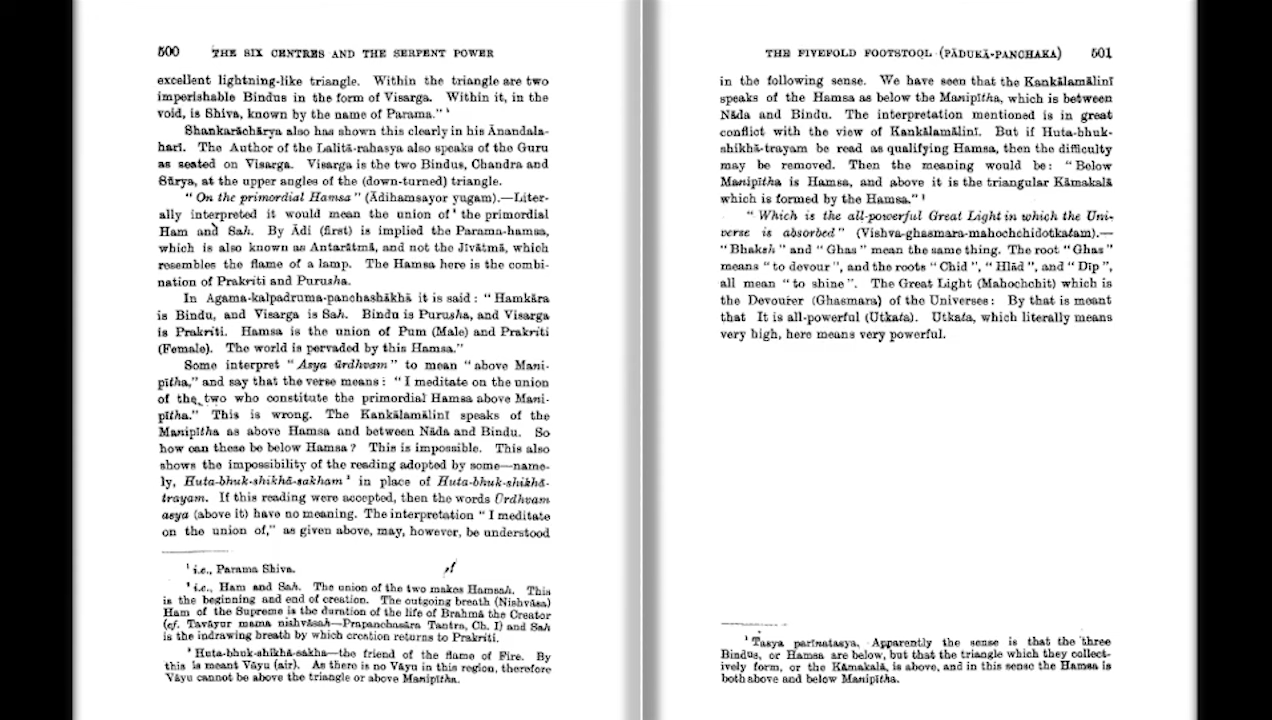 500 THE SIX CENTRES AND THE SERPENT POWER
excellent lightning-like triangle. Within the triangle are two
imperishable Bindus in the form of Visarga. Within it, in the
void, is Shiva, known by the name of Parama." ¹
Shankarāchārya also has shown this clearly in his Ānandala-
harī. The Author of the Lalitā-rahasya also speaks of the Guru
as seated on Visarga. Visarga is the two Bindus, Chandra and
Sūrya, at the upper angles of the (down-turned) triangle.
" On the primordial Hamsa " (Ādihamsayor yugam).—Liter-
ally interpreted it would mean the union of ² the primordial
Ham and Sah. By Ādi (first) is implied the Parama-hamsa,
which is also known as Antarātmā, and not the Jīvātmā, which
resembles the flame of a lamp. The Hamsa here is the combi-
nation of Prakriti and Purusha.
In Agama-kalpadruma-panchashākhā it is said : " Hamkāra
is Bindu, and Visarga is Sah. Bindu is Purusha, and Visarga
is Prakriti. Hamsa is the union of Pum (Male) and Prakriti
(Female). The world is pervaded by this Hamsa."
Some interpret " Asya ūrdhvam " to mean " above Mani-
pītha," and say that the verse means : " I meditate on the union
of the two who constitute the primordial Hamsa above Mani-
pītha." This is wrong. The Kankālamālinī speaks of the
Manipītha as above Hamsa and between Nāda and Bindu. So
how can these be below Hamsa ? This is impossible. This also
shows the impossibility of the reading adopted by some—name-
ly, Huta-bhuk-shikhā-sakham ³ in place of Huta-bhuk-shikhā-
trayam. If this reading were accepted, then the words Ūrdhvam
asya (above it) have no meaning. The interpretation " I meditate
on the union of," as given above, may, however, be understood
¹ i.e., Parama Shiva.
² i.e., Ham and Sah. The union of the two makes Hamsah. This
is the beginning and end of creation. The outgoing breath (Nishvāsa)
Ham of the Supreme is the duration of the life of Brahmā the Creator
(cf. Tavāyur mama nishvāsah—Prapanchasāra Tantra, Ch. I) and Sah
is the indrawing breath by which creation returns to Prakriti.
³ Huta-bhuk-shikhā-sakha—the friend of the flame of Fire. By
this is meant Vāyu (air). As there is no Vāyu in this region, therefore
Vāyu cannot be above the triangle or above Manipītha.
THE FIVEFOLD FOOTSTOOL (PĀDUKĀ-PANCHAKA) 501
in the following sense. We have seen that the Kankālamālinī
speaks of the Hamsa as below the Manipītha, which is between
Nāda and Bindu. The interpretation mentioned is in great
conflict with the view of Kankālamālinī. But if Huta-bhuk-
shikhā-trayam be read as qualifying Hamsa, then the difficulty
may be removed. Then the meaning would be : " Below
Manipītha is Hamsa, and above it is the triangular Kāmakalā
which is formed by the Hamsa." ¹
" Which is the all-powerful Great Light in which the Uni-
verse is absorbed " (Vishva-ghasmara-mahochchidotkatam).—
" Bhaksh " and " Ghas " mean the same thing. The root " Ghas "
means " to devour ", and the roots " Chid ", " Hlād ", and " Dīp ",
all mean " to shine ". The Great Light (Mahochchit) which is
the Devourer (Ghasmara) of the Universes : By that is meant
that It is all-powerful (Utkata). Utkata, which literally means
very high, here means very powerful.
¹ Tasya parinatasya. Apparently the sense is that the three
Bindus, or Hamsa are below, but that the triangle which they collect-
ively form, or the Kāmakalā, is above, and in this sense the Hamsa is
both above and below Manipītha.